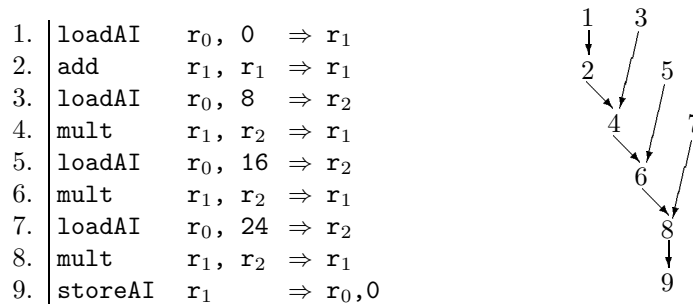 1. loadAI r₀, 0 ⇒ r₁
2. add r₁, r₁ ⇒ r₁
3. loadAI r₀, 8 ⇒ r₂
4. mult r₁, r₂ ⇒ r₁
5. loadAI r₀, 16 ⇒ r₂
6. mult r₁, r₂ ⇒ r₁
7. loadAI r₀, 24 ⇒ r₂
8. mult r₁, r₂ ⇒ r₁
9. storeAI r₁ ⇒ r₀,0
1 3
2 5
4 7
6
8
9